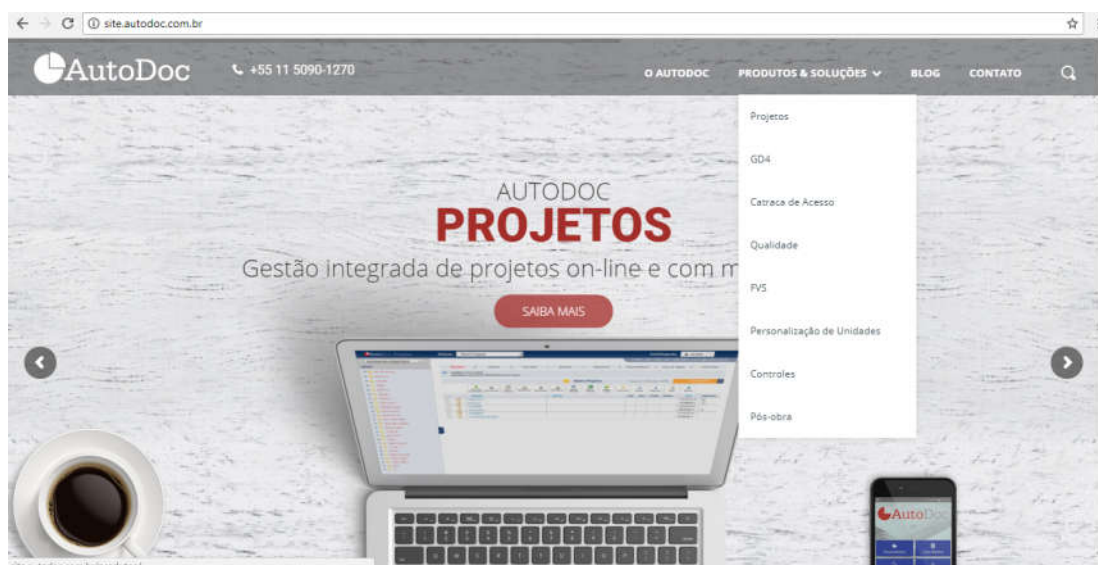 site.autodoc.com.br
AutoDoc
+55 11 5090-1270
O AUTODOC
PRODUTOS & SOLUÇÕES
BLOG
CONTATO
Projetos
GD4
Catraca de Acesso
Qualidade
FVS
Personalização de Unidades
Controles
Pós-obra
AUTODOC
PROJETOS
Gestão integrada de projetos on-line e com m
SAIBA MAIS
AutoDoc